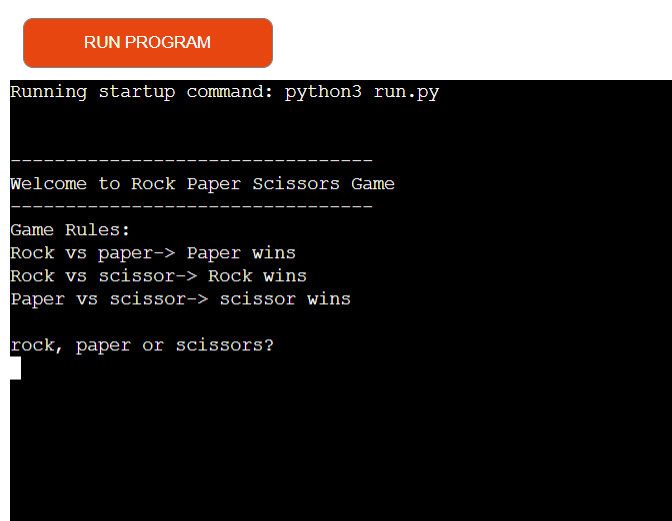 RUN PROGRAM
Running startup command: python3 run.py
---------------------------------
Welcome to Rock Paper Scissors Game
---------------------------------
Game Rules:
Rock vs paper-> Paper wins
Rock vs scissor-> Rock wins
Paper vs scissor-> scissor wins
rock, paper or scissors?